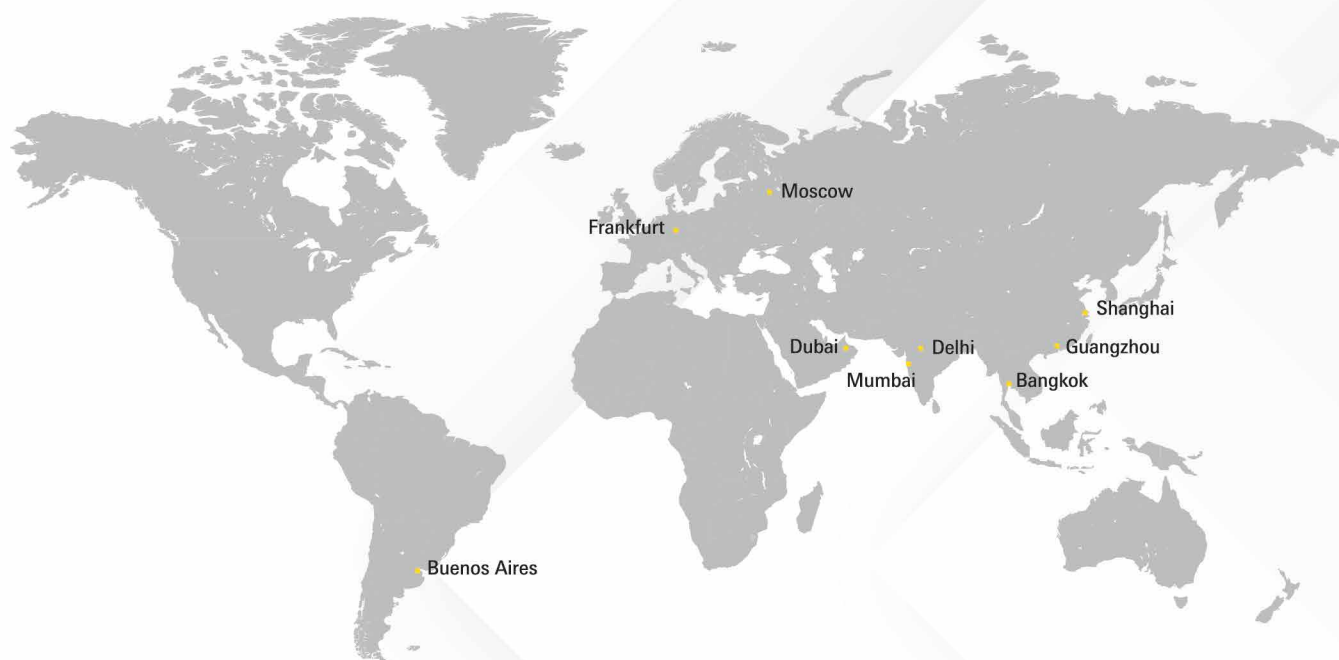 Moscow
Frankfurt
Shanghai
Dubai
Delhi
Guangzhou
Mumbai
Bangkok
Buenos Aires